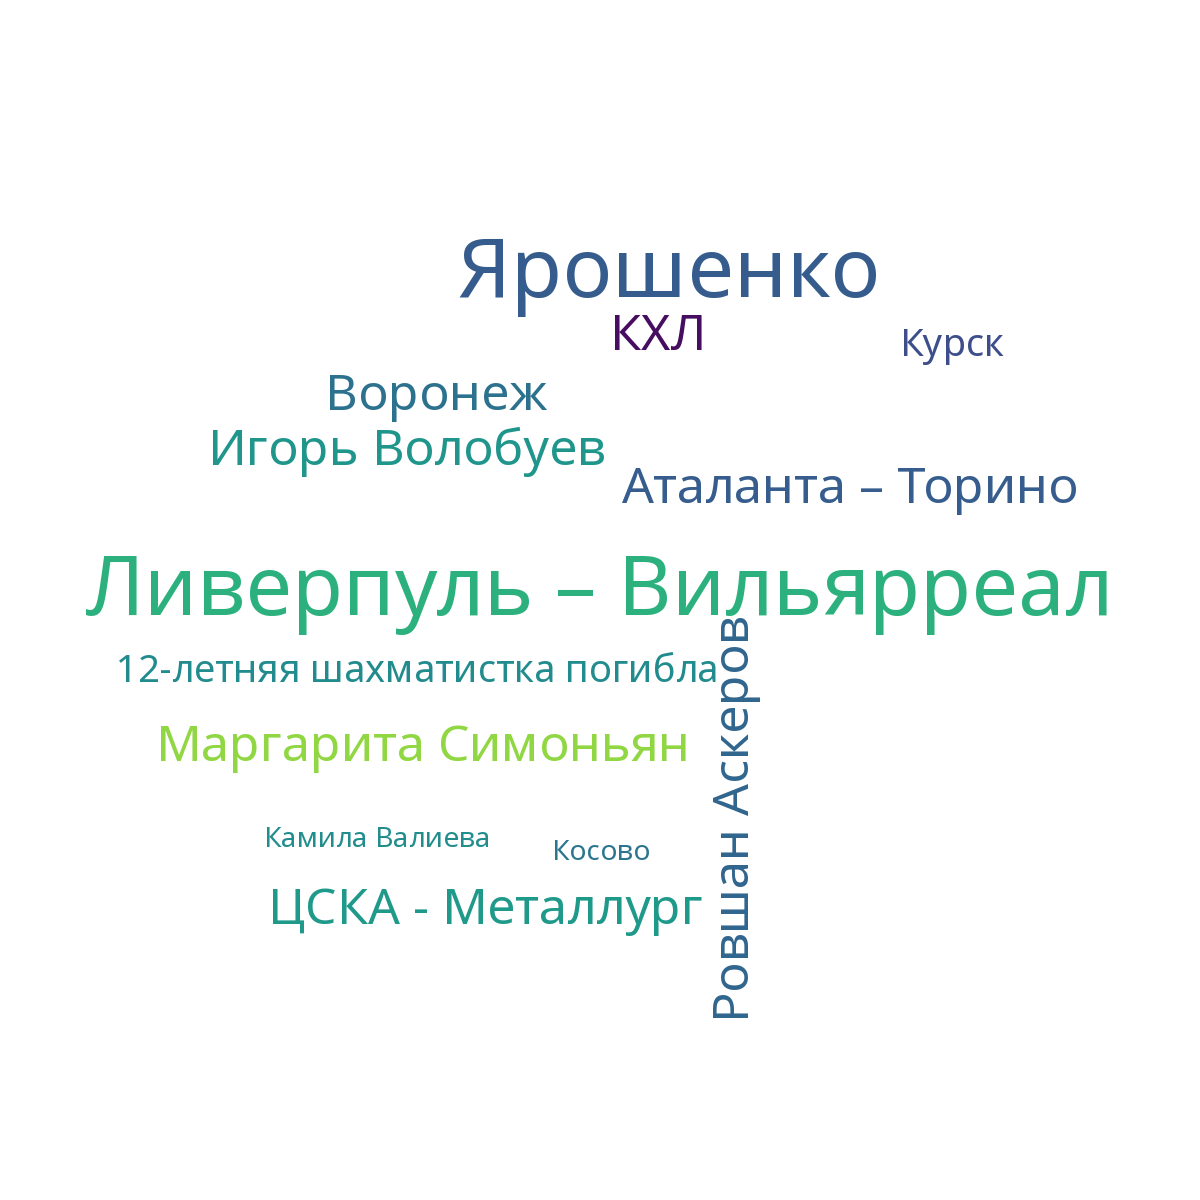 Ярошенко
КХЛ
Курск
Воронеж
Игорь Волобуев
Аталанта – Торино
Ливерпуль – Вильярреал
12-летняя шахматистка погибла
Маргарита Симоньян
Ровшан Аскеров
Камила Валиева
Косово
ЦСКА - Металлург